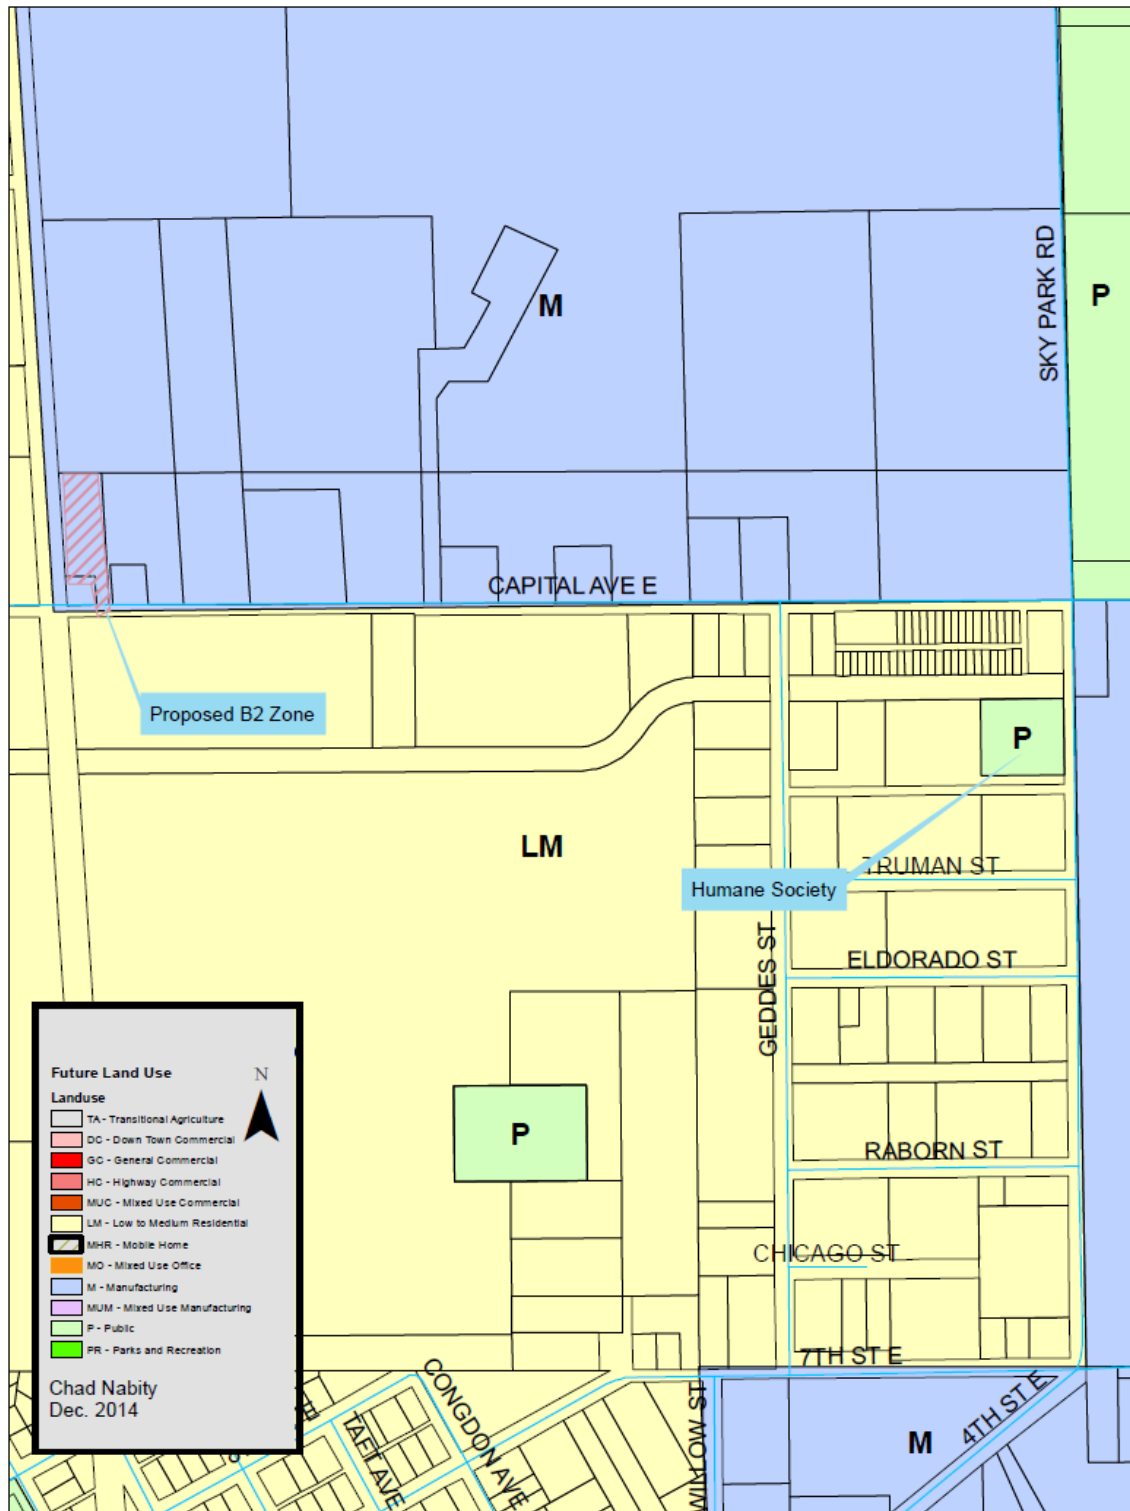 M
SKY PARK RD
P
CAPITAL AVE E
Proposed B2 Zone
P
LM
TRUMAN ST
Humane Society
GEDDES ST
ELDORADO ST
P
RABORN ST
CHICAGO ST
7TH ST E
4TH ST E
M
CONGDON AVE
TAFT AVE
Future Land Use
N
Landuse
TA - Transitional Agriculture
DC - Down Town Commercial
GC - General Commercial
HC - Highway Commercial
MUC - Mixed Use Commercial
LM - Low to Medium Residential
MHR - Mobile Home
MO - Mixed Use Office
M - Manufacturing
MUM - Mixed Use Manufacturing
P - Public
PR - Parks and Recreation
Chad Nabity
Dec. 2014